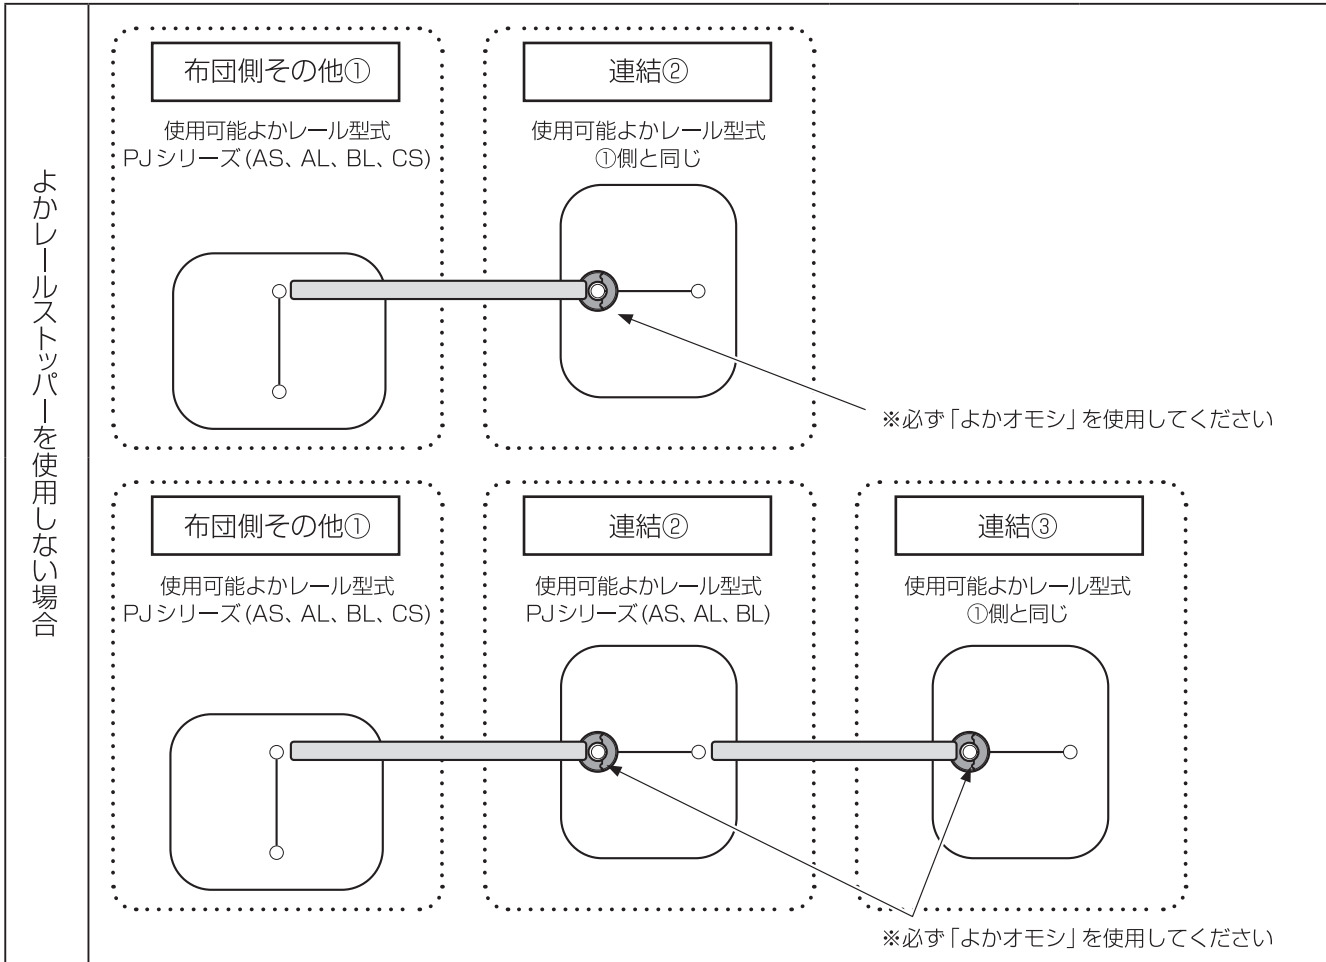 よかレールストッパーを使用しない場合
布団側その他①
使用可能よかレール型式
PJシリーズ(AS、AL、BL、CS)
連結②
使用可能よかレール型式
①側と同じ
※必ず「よかオモシ」を使用してください
布団側その他①
使用可能よかレール型式
PJシリーズ(AS、AL、BL、CS)
連結②
使用可能よかレール型式
PJシリーズ(AS、AL、BL)
連結③
使用可能よかレール型式
①側と同じ
※必ず「よかオモシ」を使用してください